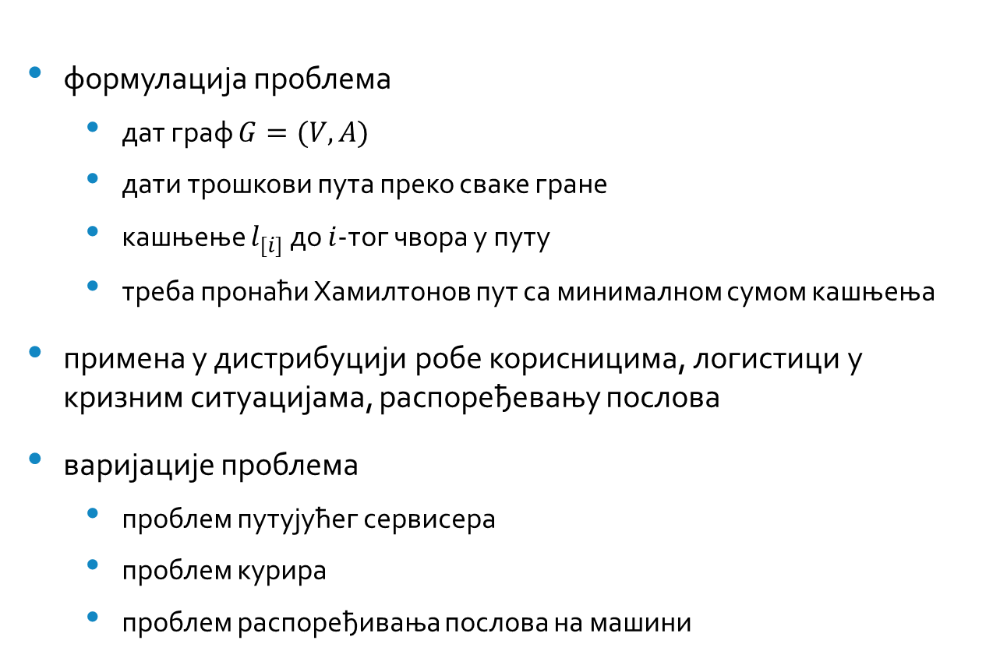 • формулација проблема
• дат граф G = (V, A)
• дати трошкови пута преко сваке гране
• кашњење l[i] до i-тог чвора у путу
• треба пронаћи Хамилтонов пут са минималном сумом кашњења
• примена у дистрибуцији робе корисницима, логистици у
кризним ситуацијама, распоређевању послова
• варијације проблема
• проблем путујућег сервисера
• проблем курира
• проблем распоређивања послова на машини